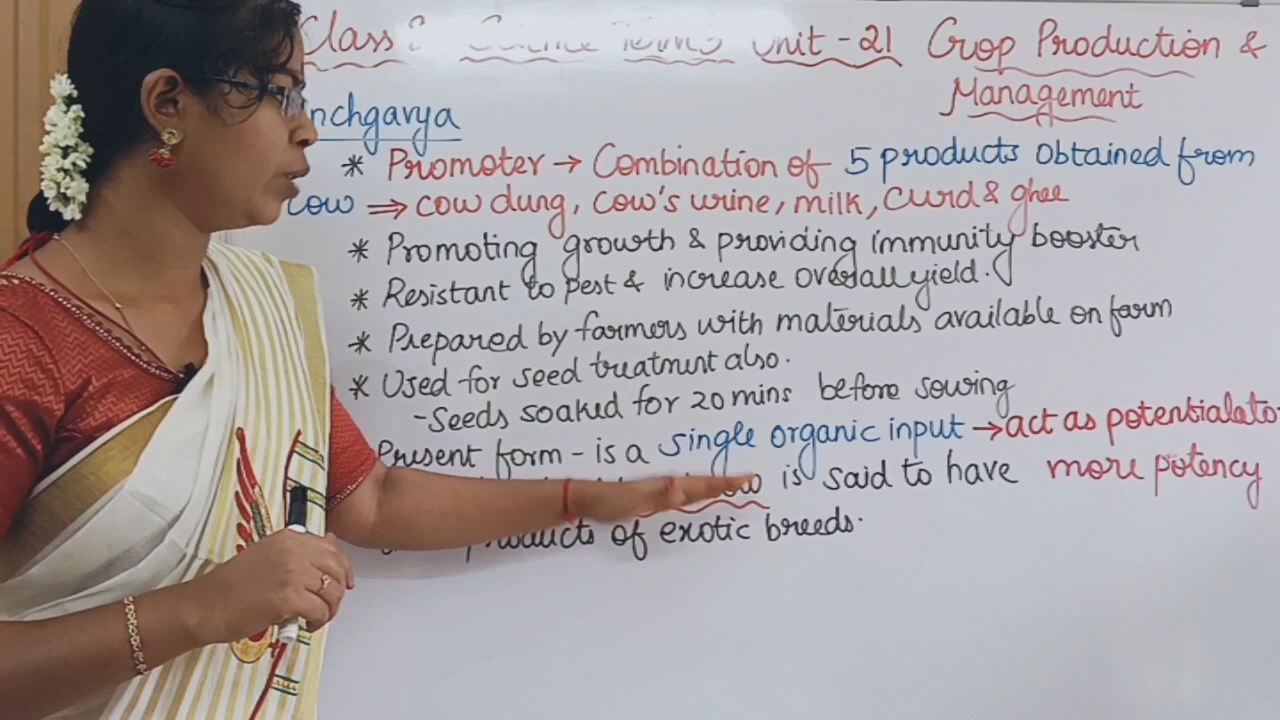 Class Unit - 21 Crop Production &
Management
nchgavya
* Promoter → Combination of 5 products obtained from
cow ⇒ cow dung, cow's urine, milk, curd & ghee
* Promoting growth & providing immunity booster
* Resistant to pest & increase overall yield.
* Prepared by farmers with materials available on farm
* Used for seed treatment also.
- Seeds soaked for 20 mins before sowing
Present form - is a single organic input → act as potentiato
is said to have more potency
products of exotic breeds.